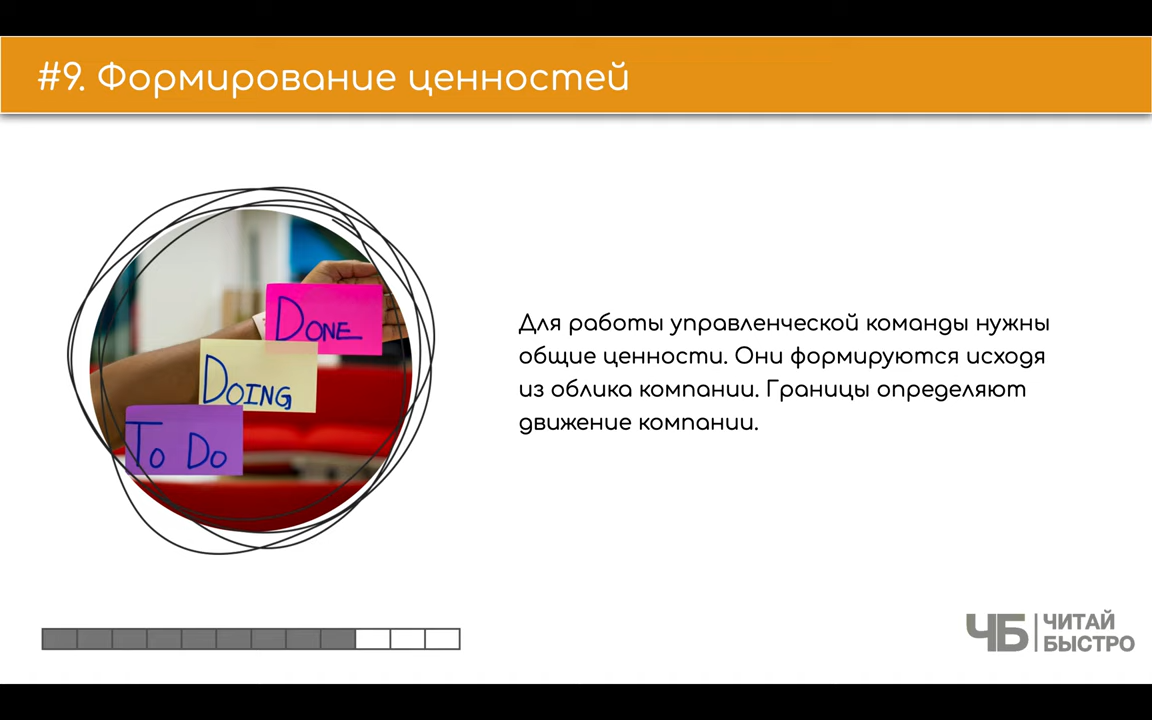 #9. Формирование ценностей
DONE
DOING
TO DO
Для работы управленческой команды нужны
общие ценности. Они формируются исходя
из облика компании. Границы определяют
движение компании.
ЧБ
ЧИТАЙ
БЫСТРО